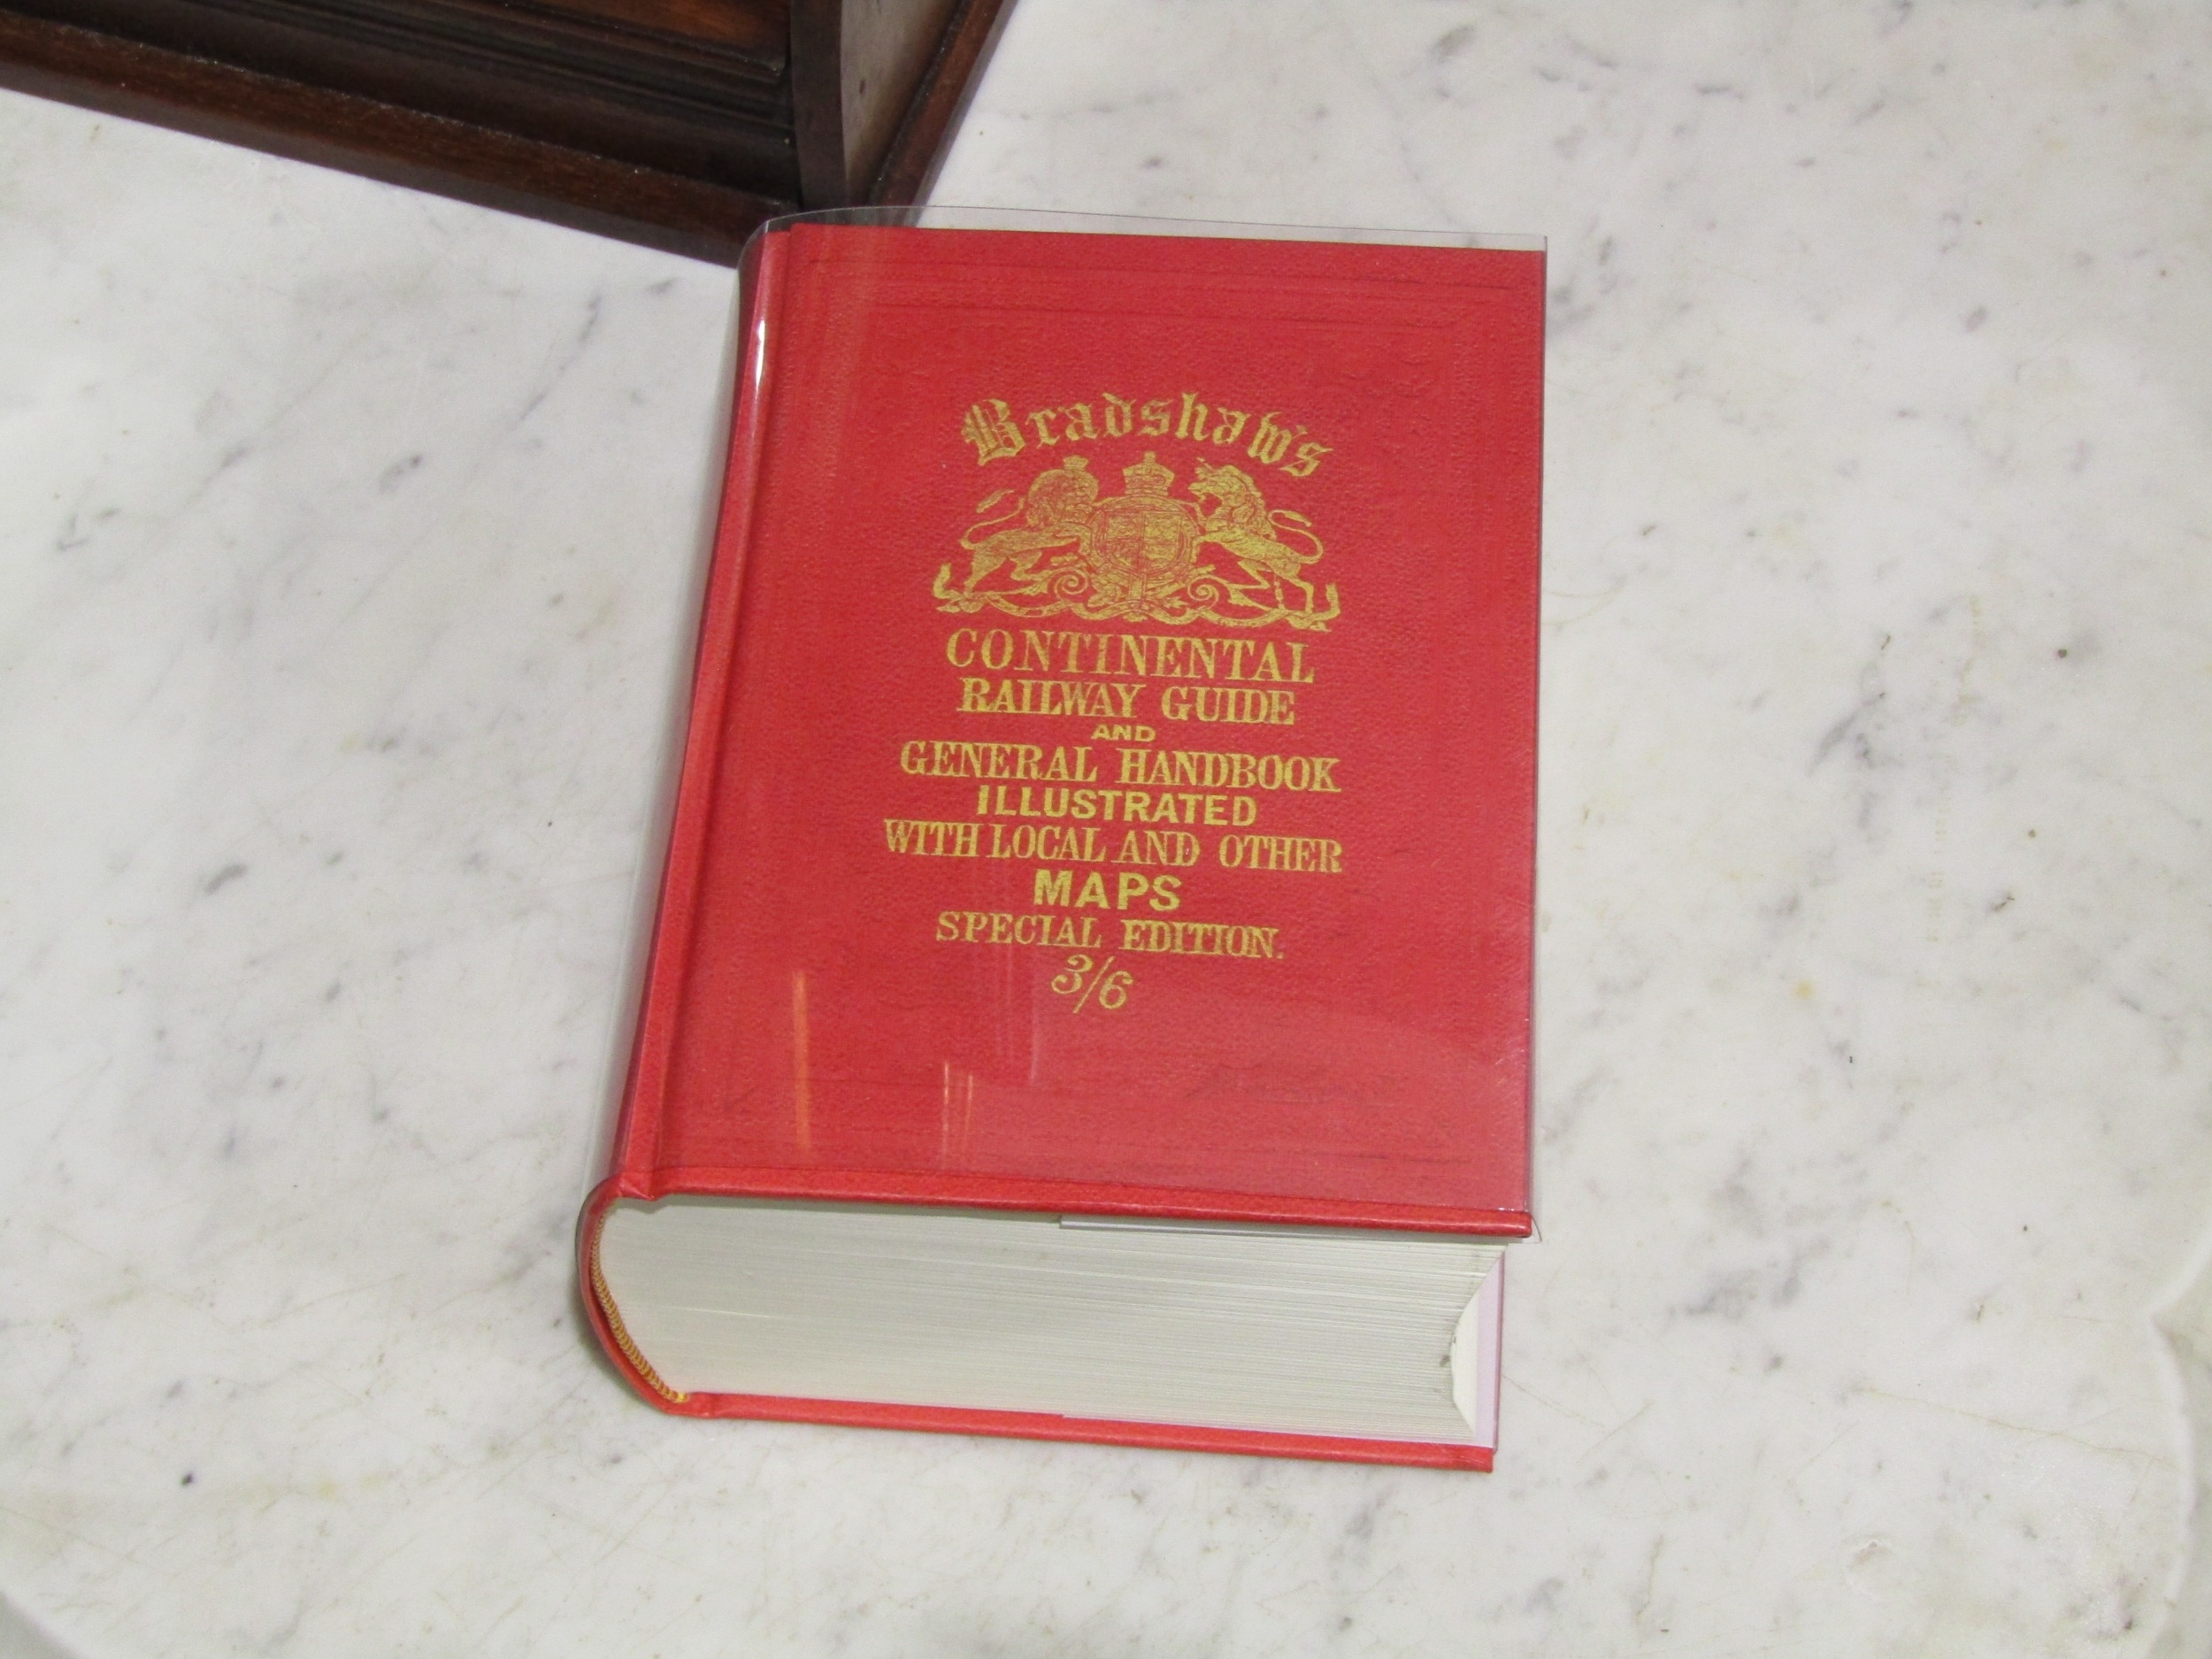 Bradshaw's
CONTINENTAL
RAILWAY GUIDE
AND
GENERAL HANDBOOK
ILLUSTRATED
WITH LOCAL AND OTHER
MAPS
SPECIAL EDITION.
3/6